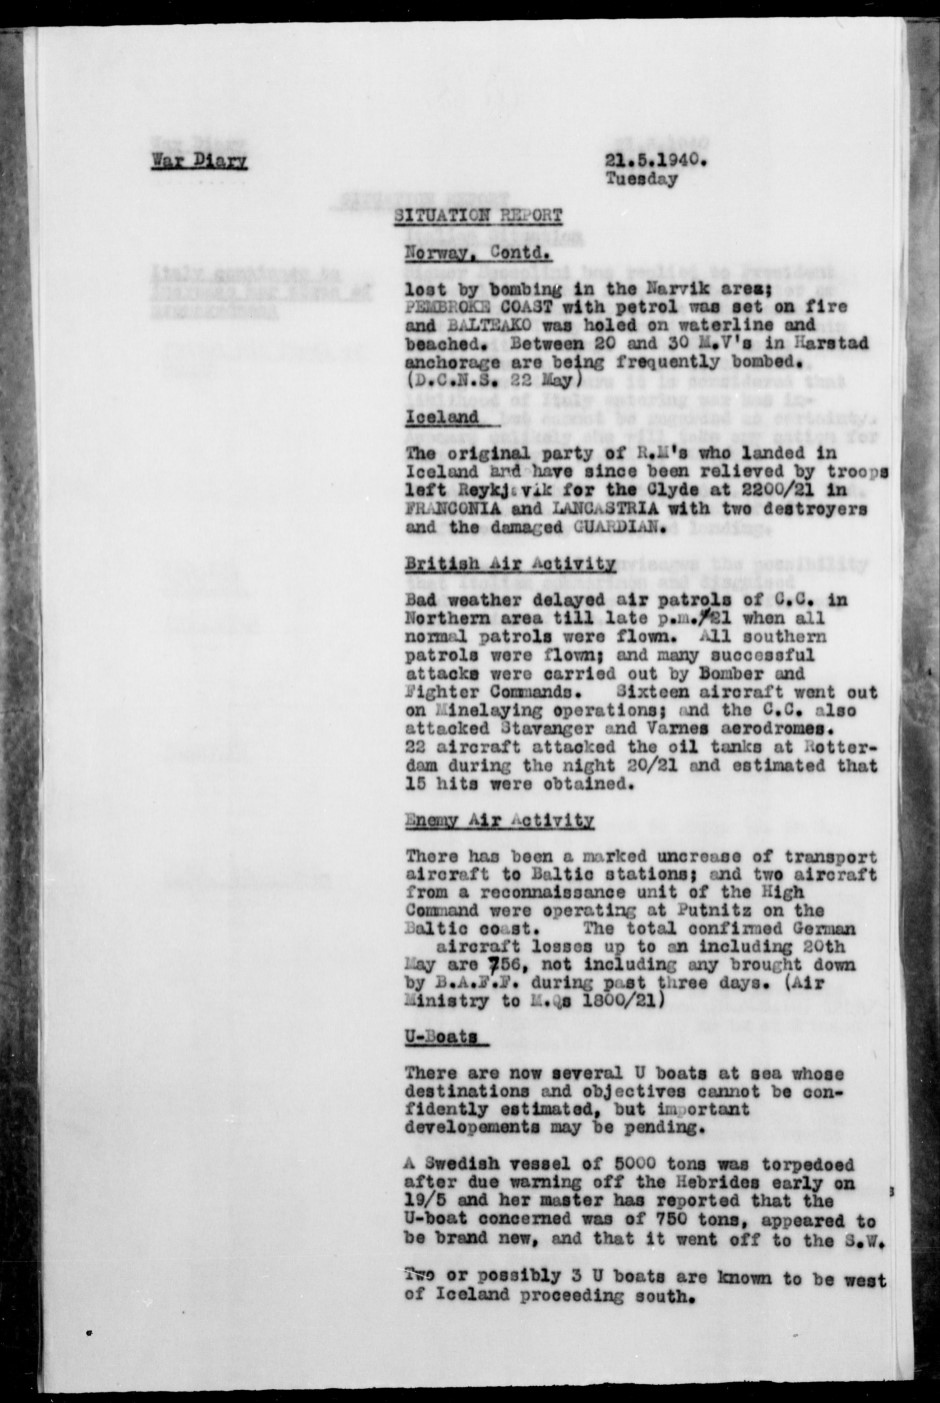 War Diary
21.5.1940.
Tuesday
SITUATION REPORT
Norway, Contd.
lost by bombing in the Narvik area;
PEMBROKE COAST with petrol was set on fire
and BALTEAKO was holed on waterline and
beached. Between 20 and 30 M.V's in Harstad
anchorage are being frequently bombed.
(D.C.N.S. 22 May)
Iceland
The original party of R.M's who landed in
Iceland and have since been relieved by troops
left Reykjavik for the Clyde at 2200/21 in
FRANCONIA and LANCASTRIA with two destroyers
and the damaged GUARDIAN.
British Air Activity
Bad weather delayed air patrols of C.C. in
Northern area till late p.m./21 when all
normal patrols were flown. All southern
patrols were flown; and many successful
attacks were carried out by Bomber and
Fighter Commands. Sixteen aircraft went out
on Minelaying operations; and the C.C. also
attacked Stavanger and Varnes aerodromes.
22 aircraft attacked the oil tanks at Rotter-
dam during the night 20/21 and estimated that
15 hits were obtained.
Enemy Air Activity
There has been a marked uncrease of transport
aircraft to Baltic stations; and two aircraft
from a reconnaissance unit of the High
Command were operating at Putnitz on the
Baltic coast. The total confirmed German
aircraft losses up to an including 20th
May are 756, not including any brought down
by B.A.F.F. during past three days. (Air
Ministry to M.Qs 1800/21)
U-Boats
There are now several U boats at sea whose
destinations and objectives cannot be con-
fidently estimated, but important
developements may be pending.
A Swedish vessel of 5000 tons was torpedoed
after due warning off the Hebrides early on
19/5 and her master has reported that the
U-boat concerned was of 750 tons, appeared to
be brand new, and that it went off to the S.W.
Two or possibly 3 U boats are known to be west
of Iceland proceeding south.